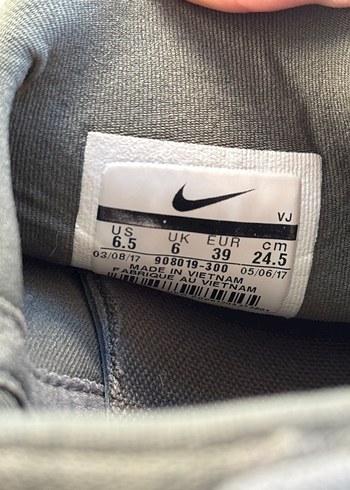 VJ
US UK EUR cm
6.5 6 39 24.5
03/08/17 908019-300 05/06/17
MADE IN VIETNAM
FABRIQUE AU VIETNAM